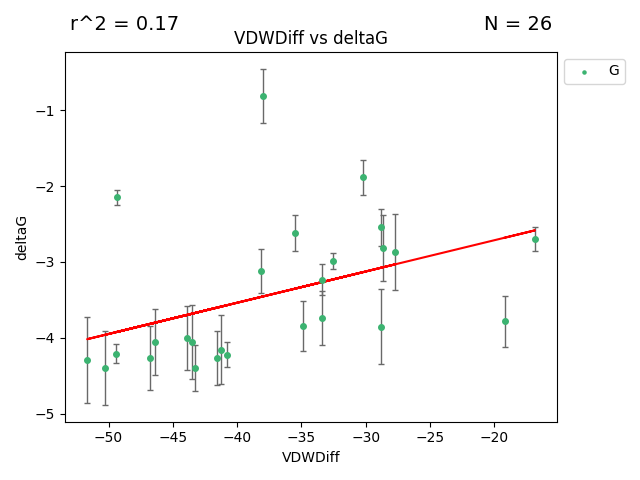 r^2 = 0.17
N = 26
VDWDiff vs deltaG
G
deltaG
−1
−2
−3
−4
−5
−50
−45
−40
−35
−30
−25
−20
VDWDiff